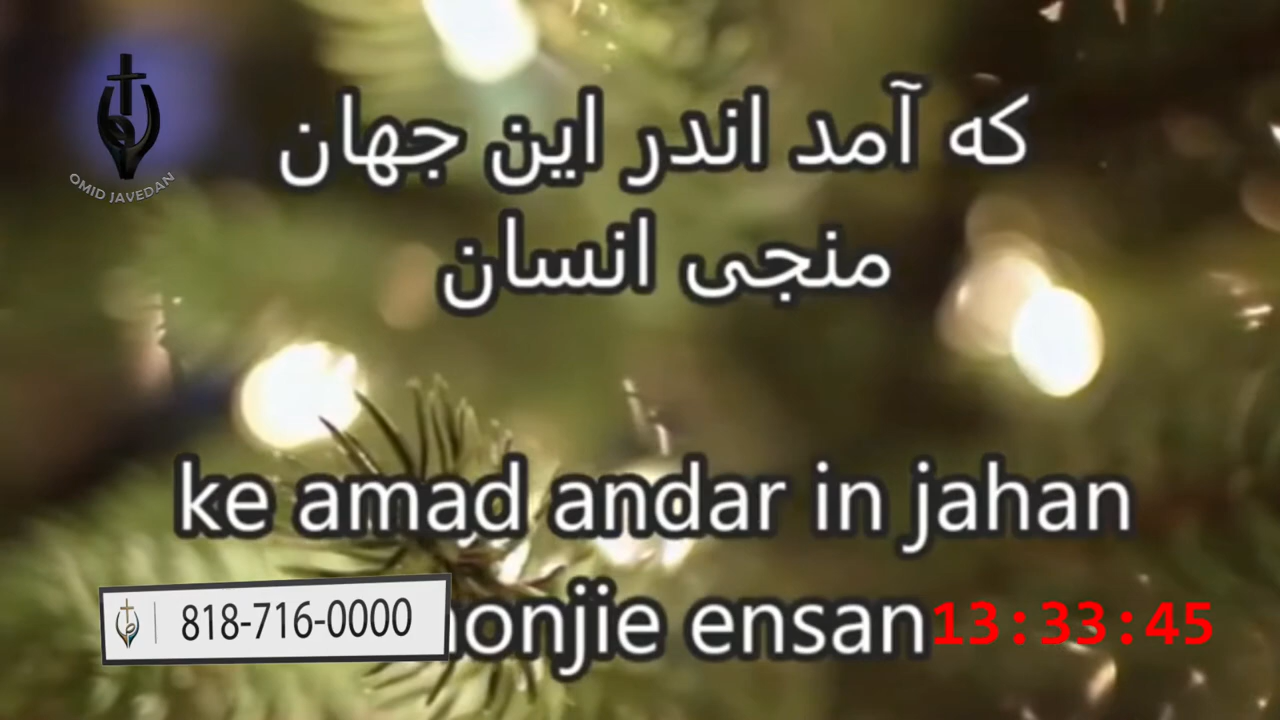 OMID JAVEDAN
که آمد اندر این جهان
منجی انسان
ke amad andar in jahan
ensan
818-716-0000
13:33:45